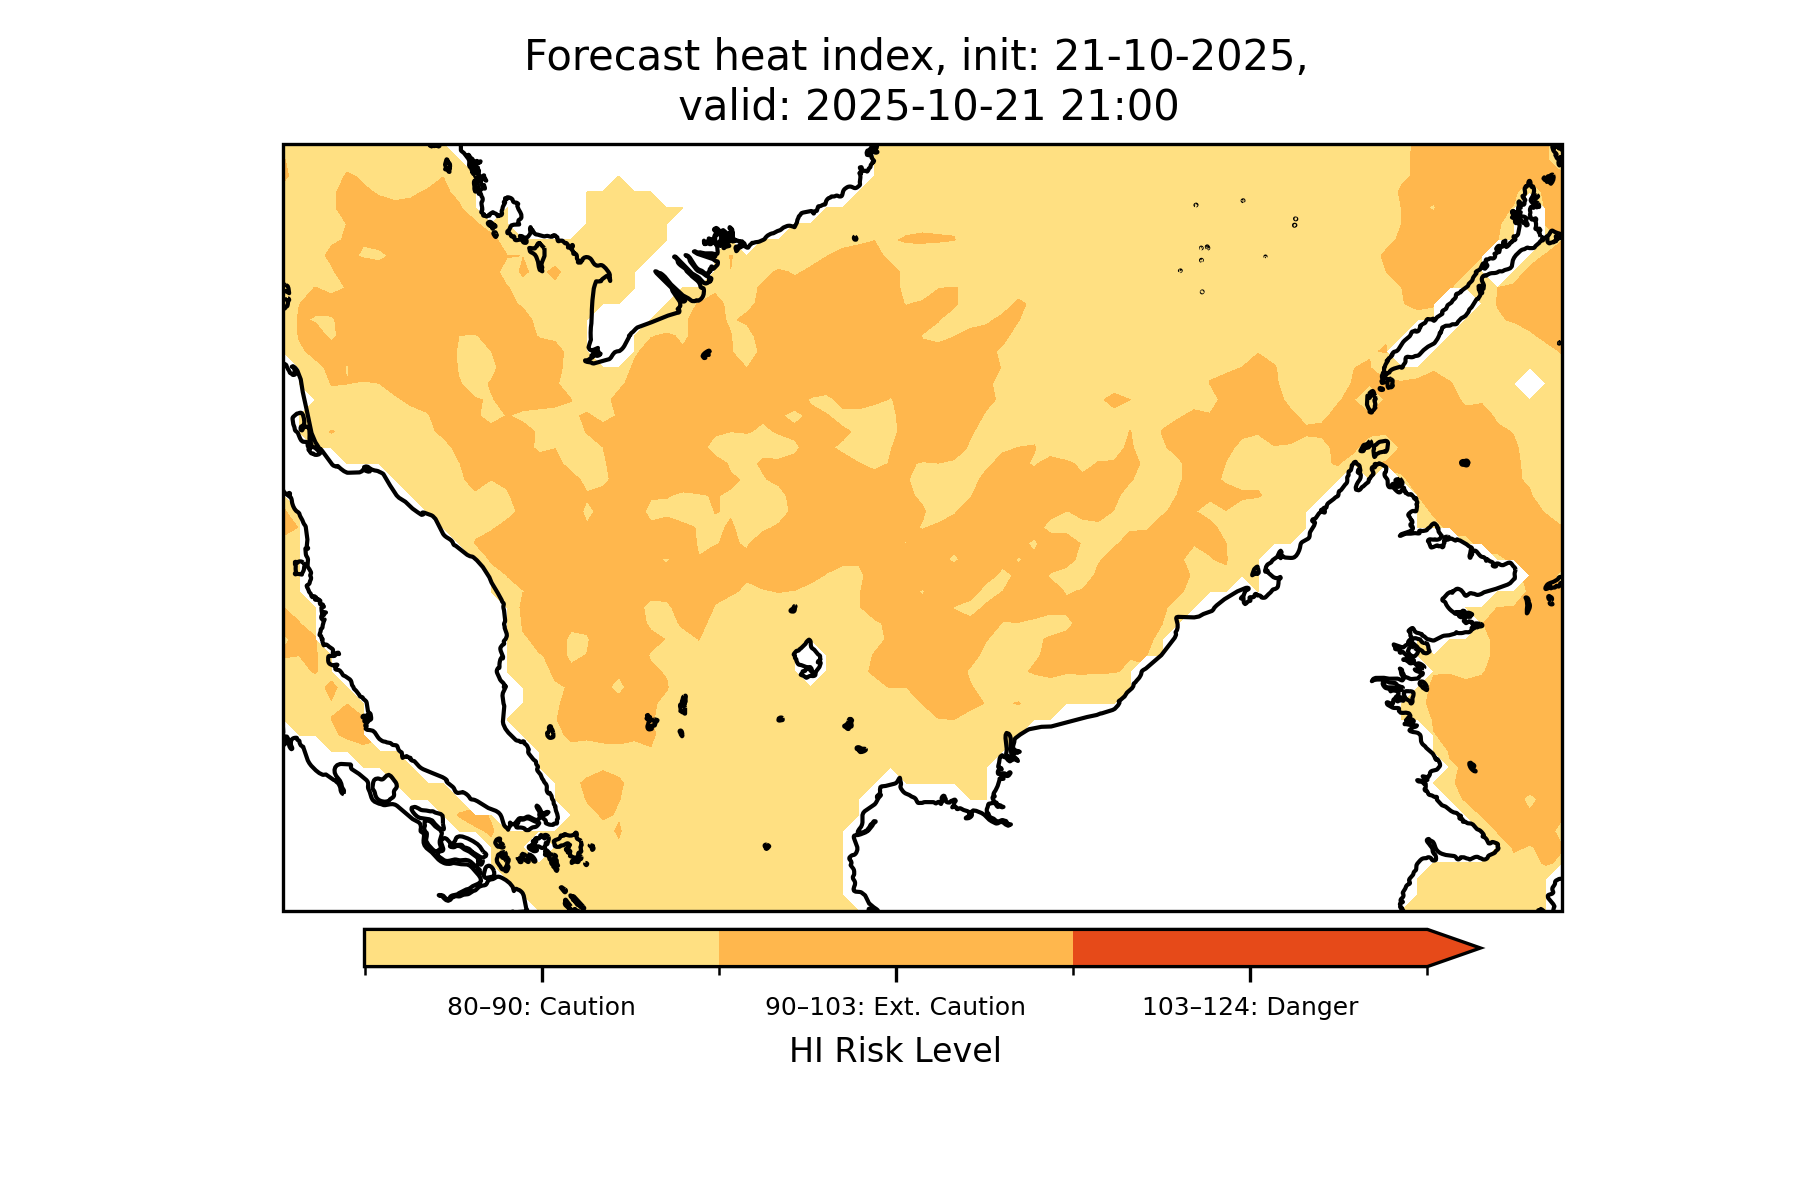 Forecast heat index, init: 21-10-2025,
valid: 2025-10-21 21:00
80–90: Caution
90–103: Ext. Caution
103–124: Danger
HI Risk Level